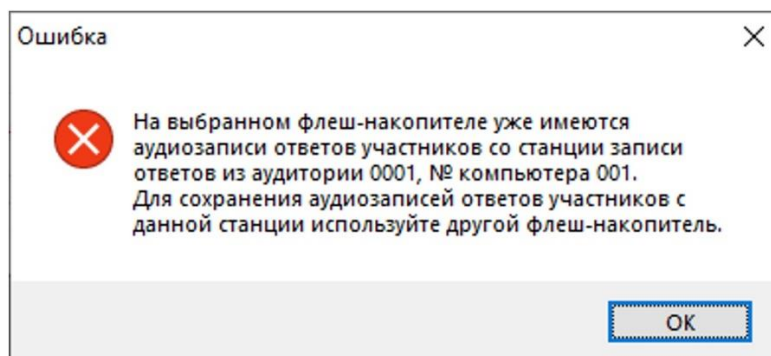 Ошибка
На выбранном флеш-накопителе уже имеются
аудиозаписи ответов участников со станции записи
ответов из аудитории 0001, № компьютера 001.
Для сохранения аудиозаписей ответов участников с
данной станции используйте другой флеш-накопитель.
ОК